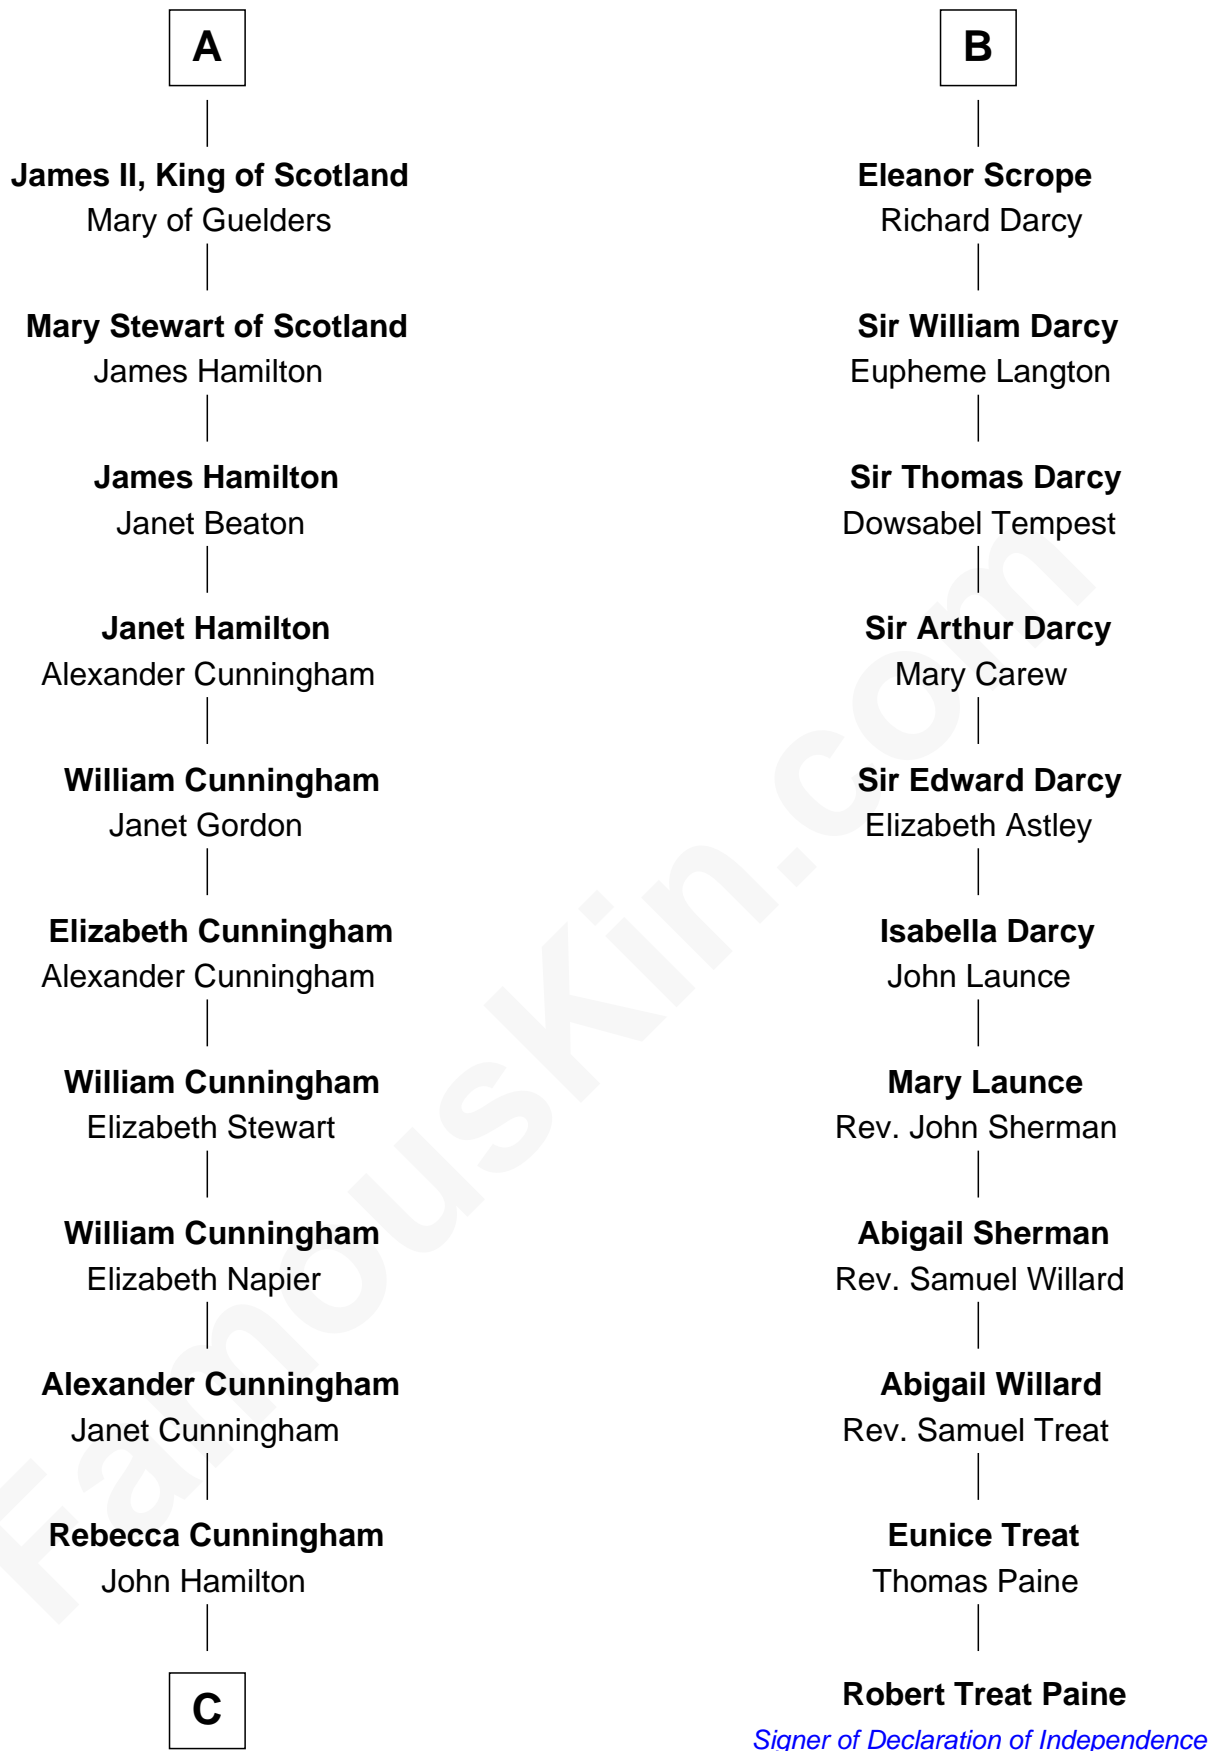 A
James II, King of Scotland
Mary of Guelders
Mary Stewart of Scotland
James Hamilton
James Hamilton
Janet Beaton
Janet Hamilton
Alexander Cunningham
William Cunningham
Janet Gordon
Elizabeth Cunningham
Alexander Cunningham
William Cunningham
Elizabeth Stewart
William Cunningham
Elizabeth Napier
Alexander Cunningham
Janet Cunningham
Rebecca Cunningham
John Hamilton
C
B
Eleanor Scrope
Richard Darcy
Sir William Darcy
Eupheme Langton
Sir Thomas Darcy
Dowsabel Tempest
Sir Arthur Darcy
Mary Carew
Sir Edward Darcy
Elizabeth Astley
Isabella Darcy
John Launce
Mary Launce
Rev. John Sherman
Abigail Sherman
Rev. Samuel Willard
Abigail Willard
Rev. Samuel Treat
Eunice Treat
Thomas Paine
Robert Treat Paine
Signer of Declaration of Independence
FamousKin.com